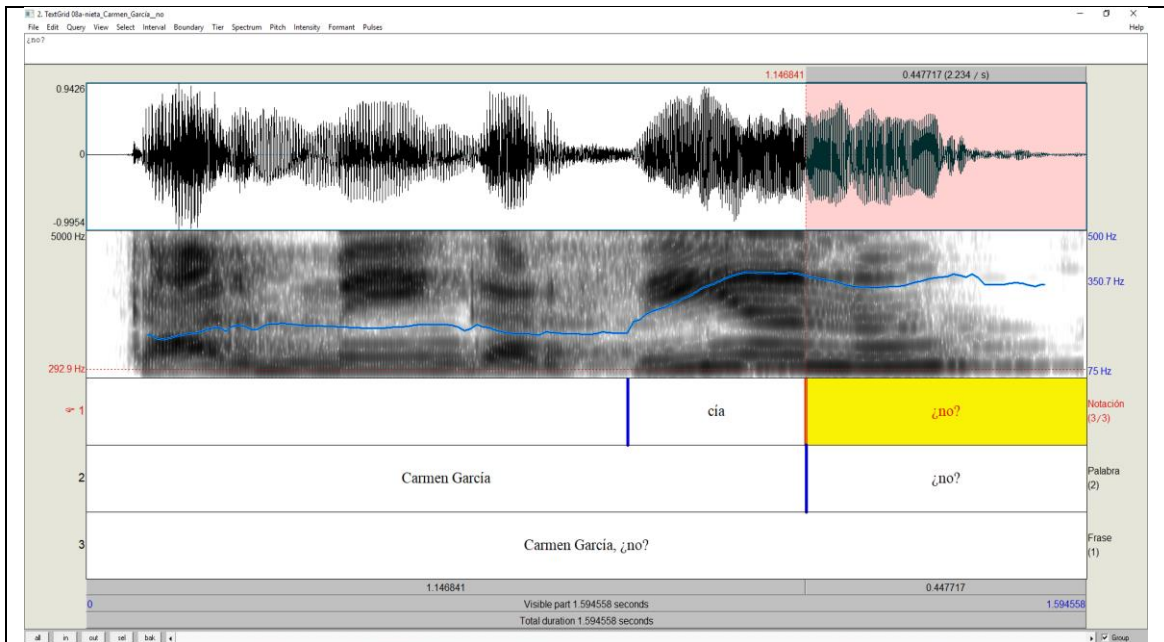 2. TextGrid 08a-nieta_Carmen_García__no
File Edit Query View Select Interval Boundary Tier Spectrum Pitch Intensity Formant Pulses Help
¿no?
1.146841 0.447717 (2.234 / s)
0.9426
0
-0.9954
5000 Hz 500 Hz
350.7 Hz
292.9 Hz 75 Hz
1 cía ¿no? Notación
(3/3)
2 Carmen García ¿no? Palabra
(2)
3 Carmen García, ¿no? Frase
(1)
1.146841 0.447717
0 Visible part 1.594558 seconds 1.594558
Total duration 1.594558 seconds
all in out sel bak Group